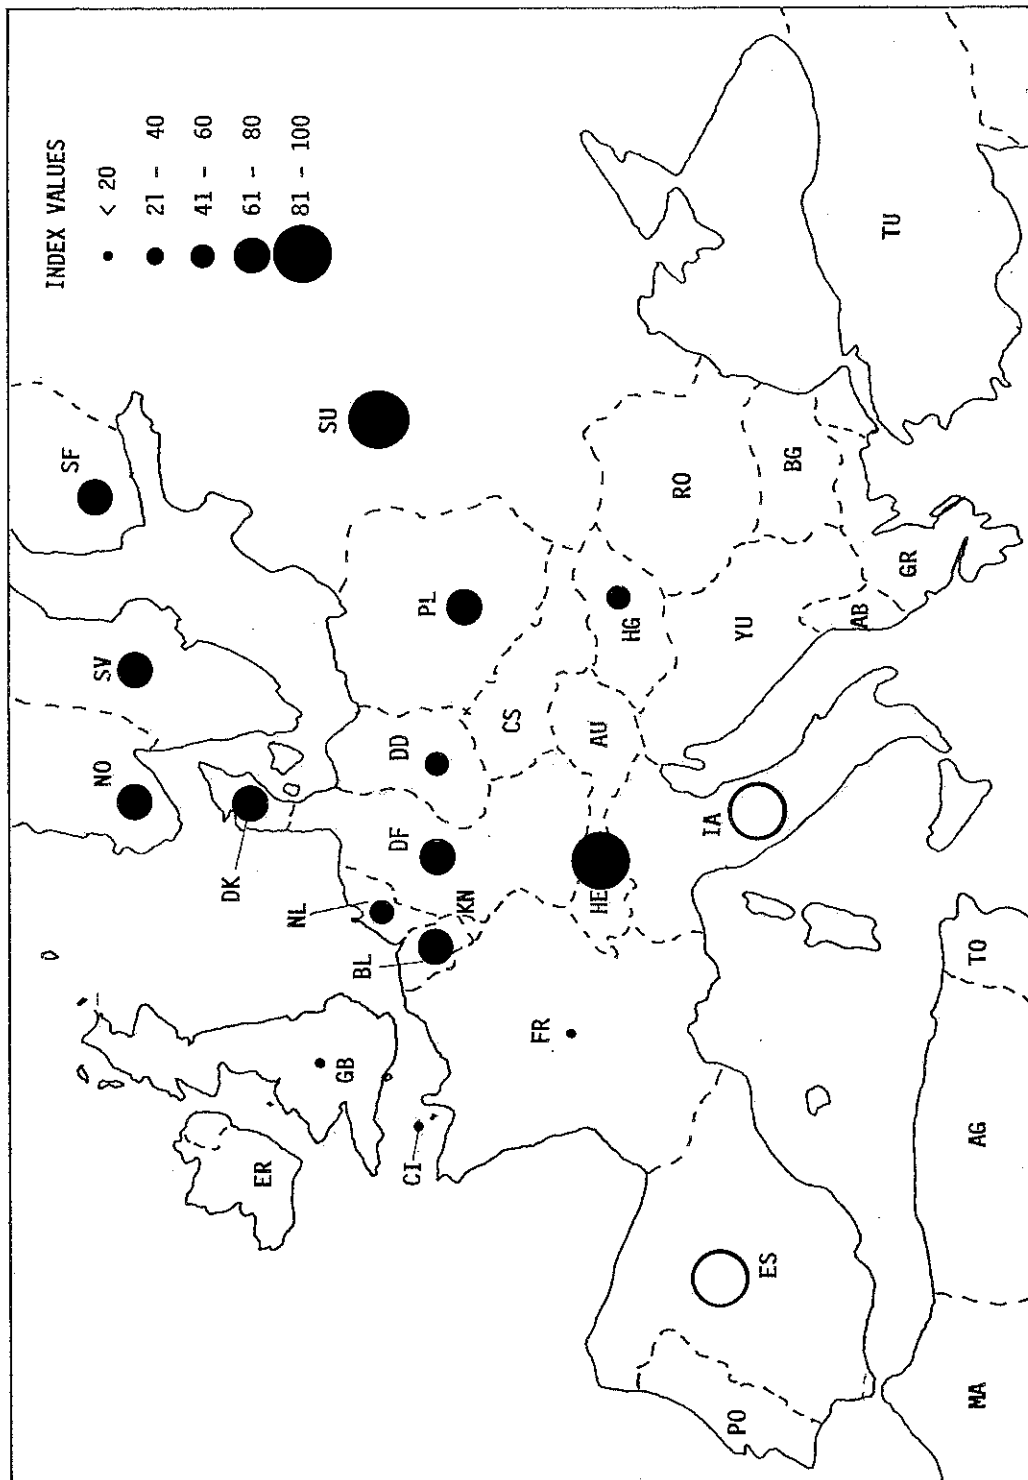 INDEX VALUES
< 20
21 - 40
41 - 60
61 - 80
81 - 100
NO
SV
SF
DK
SU
ER
GB
NL
BL
KN
DF
DD
PL
CI
FR
HE
CS
AU
HG
RO
PO
ES
IA
YU
BG
AB
GR
TU
MA
AG
TO